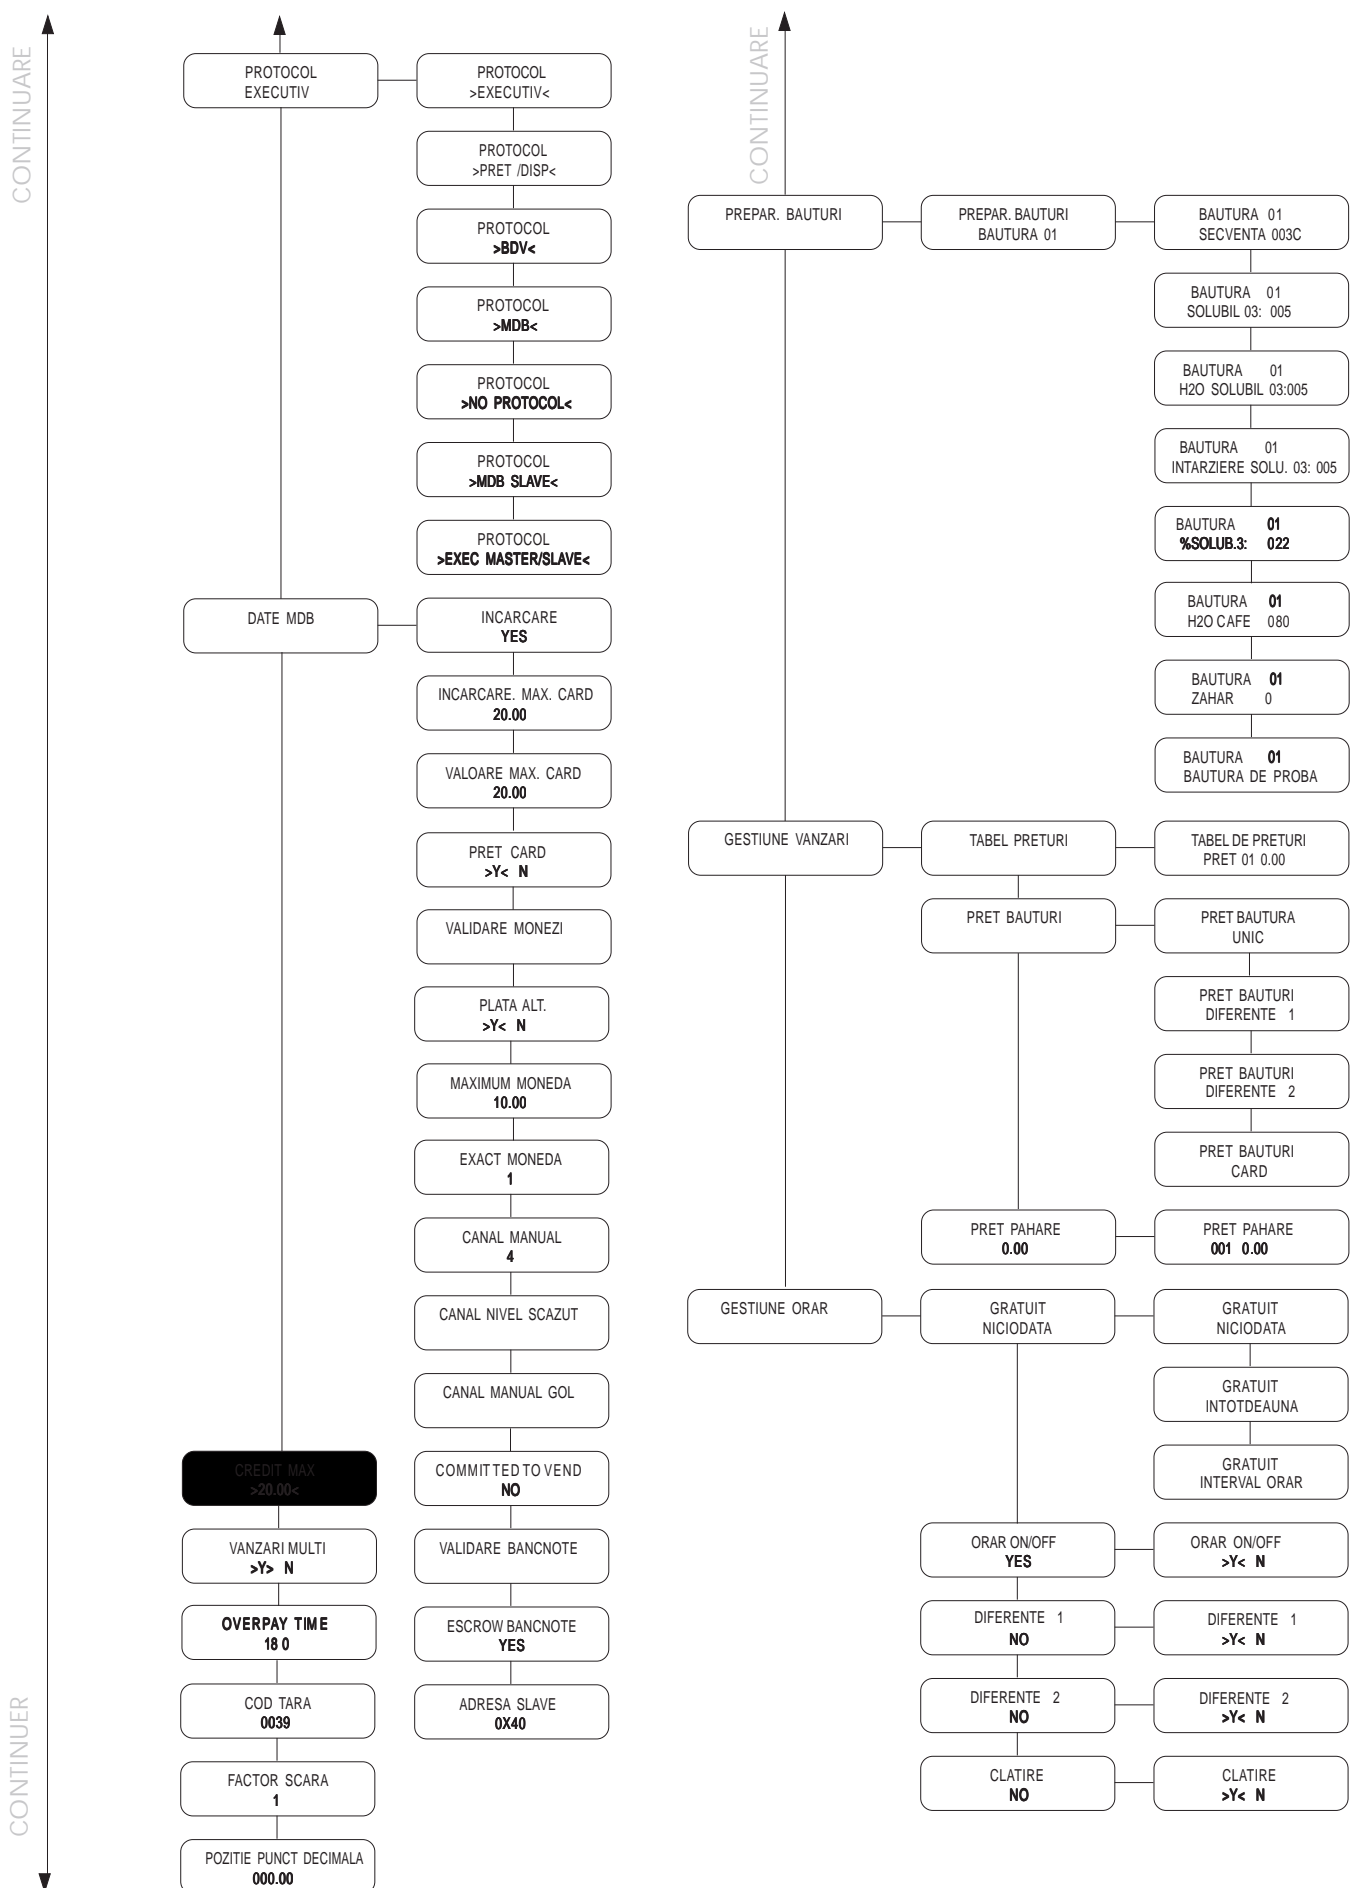 CONTINUARE
PROTOCOL
EXECUTIV
PROTOCOL
>EXECUTIV<
PROTOCOL
>PRET /DISP<
PROTOCOL
>BDV<
PROTOCOL
>MDB<
PROTOCOL
>NO PROTOCOL<
PROTOCOL
>MDB SLAVE<
PROTOCOL
>EXEC MASTER/SLAVE<
DATE MDB
INCARCARE
YES
INCARCARE. MAX. CARD
20.00
VALOARE MAX. CARD
20.00
PRET CARD
>Y< N
VALIDARE MONEZI
PLATA ALT.
>Y< N
MAXIMUM MONEDA
10.00
EXACT MONEDA
1
CANAL MANUAL
4
CANAL NIVEL SCAZUT
CANAL MANUAL GOL
CREDIT MAX
>20.00<
COMMITTED TO VEND
NO
VANZARI MULTI
>Y> N
VALIDARE BANCNOTE
OVERPAY TIME
18 0
ESCROW BANCNOTE
YES
COD TARA
0039
ADRESA SLAVE
0X40
FACTOR SCARA
1
POZITIE PUNCT DECIMALA
000.00
CONTINUER
CONTINUARE
PREPAR. BAUTURI
PREPAR. BAUTURI
BAUTURA 01
BAUTURA 01
SECVENTA 003C
BAUTURA 01
SOLUBIL 03: 005
BAUTURA 01
H2O SOLUBIL 03:005
BAUTURA 01
INTARZIERE SOLU. 03: 005
BAUTURA 01
%SOLUB.3: 022
BAUTURA 01
H2O CAFE 080
BAUTURA 01
ZAHAR 0
BAUTURA 01
BAUTURA DE PROBA
GESTIUNE VANZARI
TABEL PRETURI
TABEL DE PRETURI
PRET 01 0.00
PRET BAUTURI
PRET BAUTURA
UNIC
PRET BAUTURI
DIFERENTE 1
PRET BAUTURI
DIFERENTE 2
PRET BAUTURI
CARD
PRET PAHARE
0.00
PRET PAHARE
001 0.00
GESTIUNE ORAR
GRATUIT
NICIODATA
GRATUIT
NICIODATA
GRATUIT
INTOTDEAUNA
GRATUIT
INTERVAL ORAR
ORAR ON/OFF
YES
ORAR ON/OFF
>Y< N
DIFERENTE 1
NO
DIFERENTE 1
>Y< N
DIFERENTE 2
NO
DIFERENTE 2
>Y< N
CLATIRE
NO
CLATIRE
>Y< N